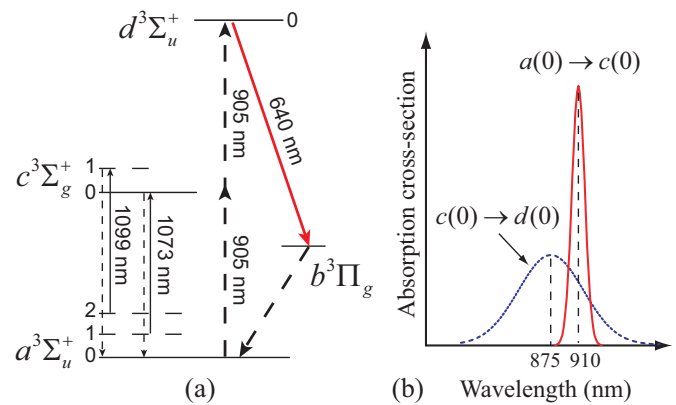 d³Σᵤ⁺ 0
905 nm
640 nm
1
c³Σg⁺ 0
1099 nm
1073 nm
905 nm
b³Πg
2
1
a³Σᵤ⁺ 0
(a)
Absorption cross-section
a(0) → c(0)
c(0) → d(0)
875 910
(b) Wavelength (nm)